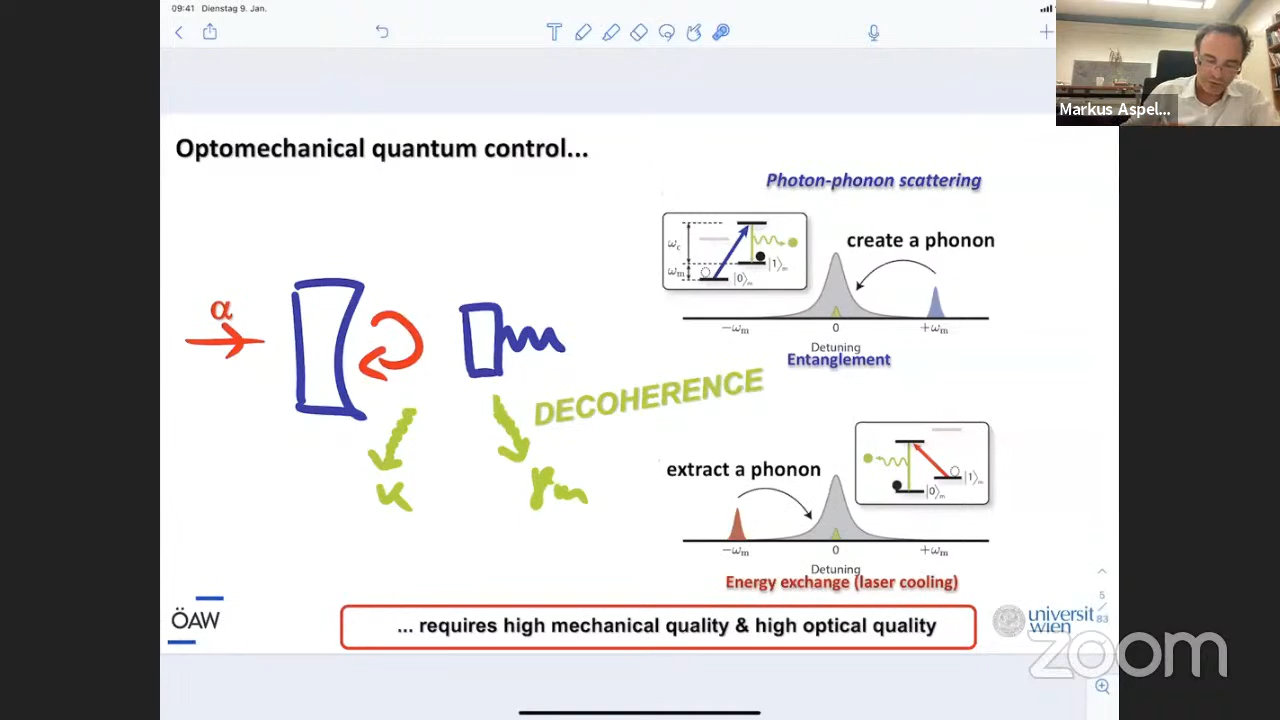 09:41 Dienstag 9. Jan.
Markus Aspel...
Optomechanical quantum control...
Photon-phonon scattering
ωc
ωm
|0⟩m
|1⟩m
create a phonon
−ωm
0
+ωm
Detuning
Entanglement
α
DECOHERENCE
κ
γm
extract a phonon
|0⟩m
|1⟩m
−ωm
0
+ωm
Detuning
Energy exchange (laser cooling)
... requires high mechanical quality & high optical quality
ÖAW
universität
wien
5
/
83
zoom